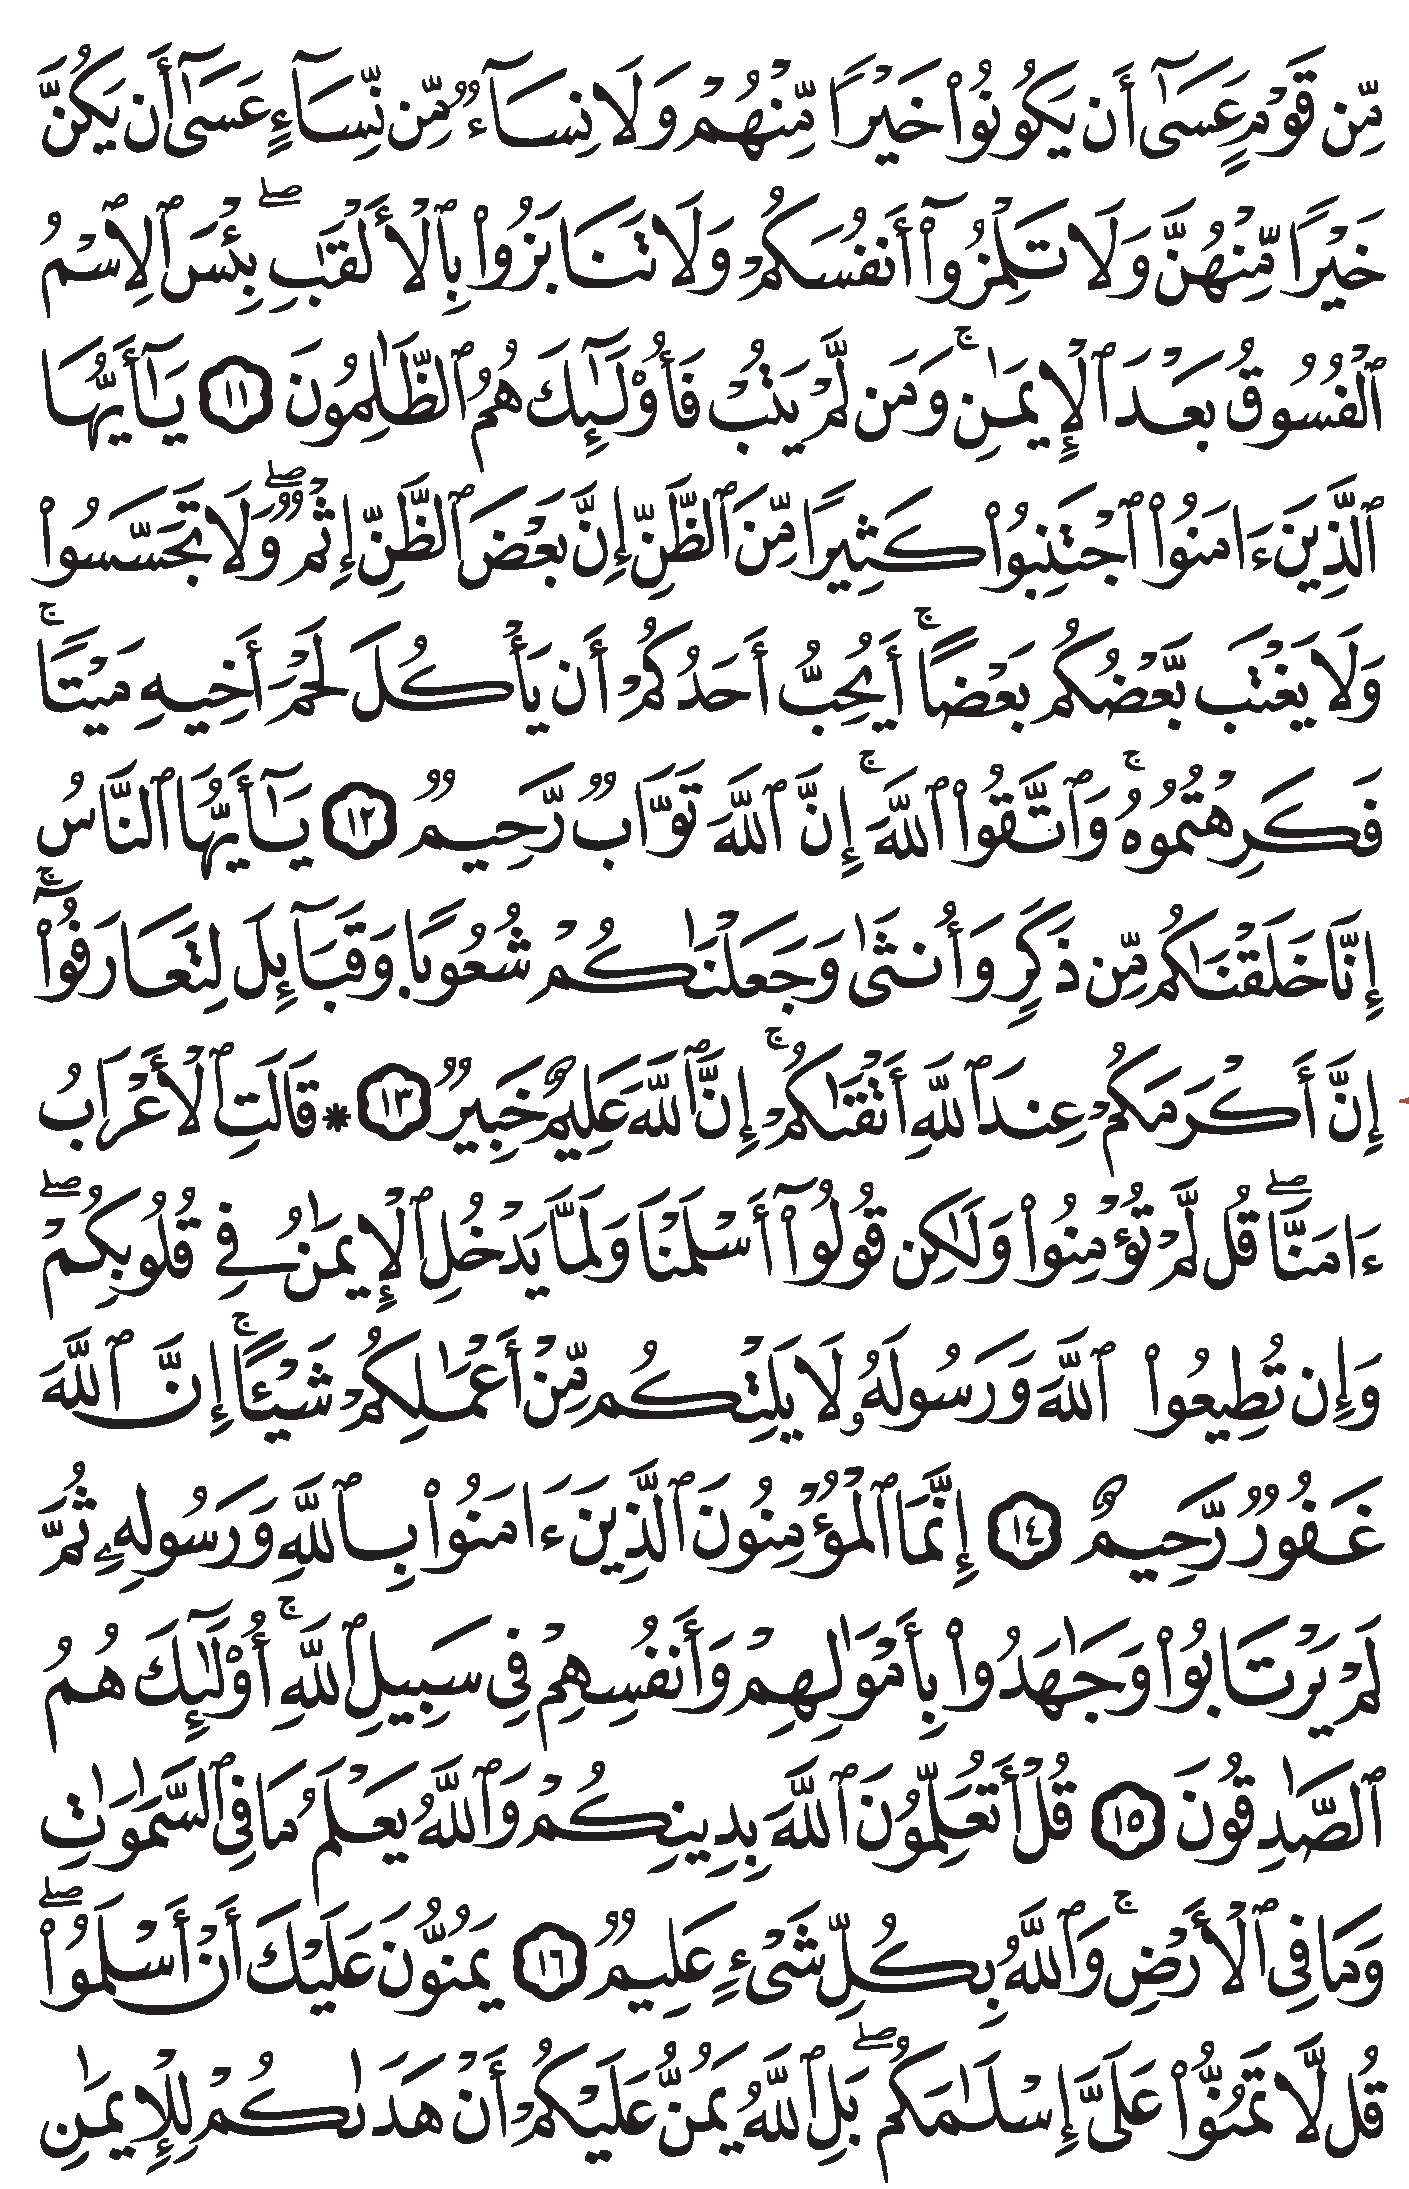 مِّن قَوْمٍ عَسَىٰٓ أَن يَكُونُوا۟ خَيْرًا مِّنْهُمْ وَلَا نِسَآءٌ مِّن نِّسَآءٍ عَسَىٰٓ أَن يَكُنَّ
خَيْرًا مِّنْهُنَّ وَلَا تَلْمِزُوٓا۟ أَنفُسَكُمْ وَلَا تَنَابَزُوا۟ بِٱلْأَلْقَـٰبِ ۖ بِئْسَ ٱلِٱسْمُ
ٱلْفُسُوقُ بَعْدَ ٱلْإِيمَـٰنِ ۚ وَمَن لَّمْ يَتُبْ فَأُو۟لَـٰٓئِكَ هُمُ ٱلظَّـٰلِمُونَ ١١ يَـٰٓأَيُّهَا
ٱلَّذِينَ ءَامَنُوا۟ ٱجْتَنِبُوا۟ كَثِيرًا مِّنَ ٱلظَّنِّ إِنَّ بَعْضَ ٱلظَّنِّ إِثْمٌ ۖ وَلَا تَجَسَّسُوا۟
وَلَا يَغْتَب بَّعْضُكُم بَعْضًا ۚ أَيُحِبُّ أَحَدُكُمْ أَن يَأْكُلَ لَحْمَ أَخِيهِ مَيْتًا
فَكَرِهْتُمُوهُ ۚ وَٱتَّقُوا۟ ٱللَّهَ ۚ إِنَّ ٱللَّهَ تَوَّابٌ رَّحِيمٌ ١٢ يَـٰٓأَيُّهَا ٱلنَّاسُ
إِنَّا خَلَقْنَـٰكُم مِّن ذَكَرٍ وَأُنثَىٰ وَجَعَلْنَـٰكُمْ شُعُوبًا وَقَبَآئِلَ لِتَعَارَفُوٓا۟ ۚ
إِنَّ أَكْرَمَكُمْ عِندَ ٱللَّهِ أَتْقَىٰكُمْ ۚ إِنَّ ٱللَّهَ عَلِيمٌ خَبِيرٌ ١٣ * قَالَتِ ٱلْأَعْرَابُ
ءَامَنَّا ۖ قُل لَّمْ تُؤْمِنُوا۟ وَلَـٰكِن قُولُوٓا۟ أَسْلَمْنَا وَلَمَّا يَدْخُلِ ٱلْإِيمَـٰنُ فِى قُلُوبِكُمْ ۖ
وَإِن تُطِيعُوا۟ ٱللَّهَ وَرَسُولَهُۥ لَا يَلِتْكُم مِّنْ أَعْمَـٰلِكُمْ شَيْـًٔا ۚ إِنَّ ٱللَّهَ
غَفُورٌ رَّحِيمٌ ١٤ إِنَّمَا ٱلْمُؤْمِنُونَ ٱلَّذِينَ ءَامَنُوا۟ بِٱللَّهِ وَرَسُولِهِۦ ثُمَّ
لَمْ يَرْتَابُوا۟ وَجَـٰهَدُوا۟ بِأَمْوَٰلِهِمْ وَأَنفُسِهِمْ فِى سَبِيلِ ٱللَّهِ ۚ أُو۟لَـٰٓئِكَ هُمُ
ٱلصَّـٰدِقُونَ ١٥ قُلْ أَتُعَلِّمُونَ ٱللَّهَ بِدِينِكُمْ وَٱللَّهُ يَعْلَمُ مَا فِى ٱلسَّمَـٰوَٰتِ
وَمَا فِى ٱلْأَرْضِ ۚ وَٱللَّهُ بِكُلِّ شَىْءٍ عَلِيمٌ ١٦ يَمُنُّونَ عَلَيْكَ أَنْ أَسْلَمُوا۟ ۖ
قُل لَّا تَمُنُّوا۟ عَلَىَّ إِسْلَـٰمَكُم ۖ بَلِ ٱللَّهُ يَمُنُّ عَلَيْكُمْ أَنْ هَدَىٰكُمْ لِلْإِيمَـٰنِ